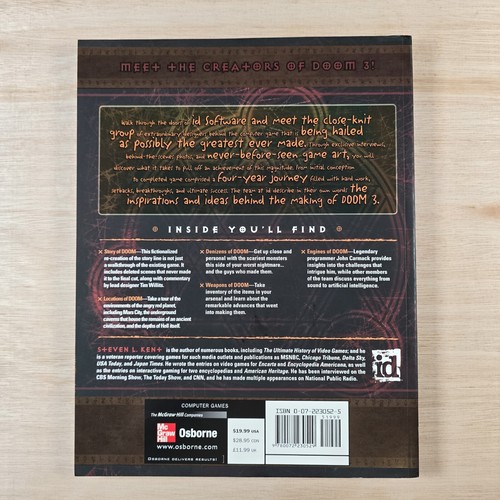 MEET THE CREATORS OF DOOM 3!
Walk through the doors of id Software and meet the close-knit
group of extraordinary designers behind the computer game that is being hailed
as possibly the greatest ever made. Through exclusive interviews,
behind-the-scenes photos, and never-before-seen game art, you will
discover what it takes to pull off an achievement of this magnitude. From initial conception
to completed game comprised a four-year journey filled with hard work,
setbacks, breakthroughs, and ultimate success. The team at id describe in their own words the
inspirations and ideas behind the making of DOOM 3.
INSIDE YOU'LL FIND
Story of DOOM—This fictionalized
re-creation of the story line is not just
a walkthrough of the existing game. It
includes deleted scenes that never made it
to the final cut, along with commentary
by lead designer Tim Willits.
Locations of DOOM—Take a tour of the
environments of the angry red planet,
including Mars City, the underground
caverns that house the remains of an ancient
civilization, and the depths of Hell itself.
Denizens of DOOM—Get up close and
personal with the scariest monsters
this side of your worst nightmare...
and the guys who made them.
Weapons of DOOM—Take
inventory of the items in your
arsenal and learn about the
remarkable advances that went
into making them.
Engines of DOOM—Legendary
programmer John Carmack provides
insights into the challenges that
intrigue him, while other members
of the team discuss everything from
sound to artificial intelligence.
STEVEN L. KENT is the author of numerous books, including The Ultimate History of Video Games; and he
is a veteran reporter covering games for such media outlets and publications as MSNBC, Chicago Tribune, Delta Sky,
USA Today, and Japan Times. He wrote the entries on video games for Encarta and Encyclopedia Americana, as well
as the entries on interactive gaming for two encyclopedias and American Heritage. He has been interviewed on the
CBS Morning Show, The Today Show, and CNN, and he has made multiple appearances on National Public Radio.
id
COMPUTER GAMES
The McGraw-Hill Companies
Mc
Graw
Hill
Osborne
www.osborne.com
OSBORNE DELIVERS RESULTS!
$19.99 USA
$28.95 CDN
£11.99 UK
ISBN 0-07-223052-5
9 780072 230529